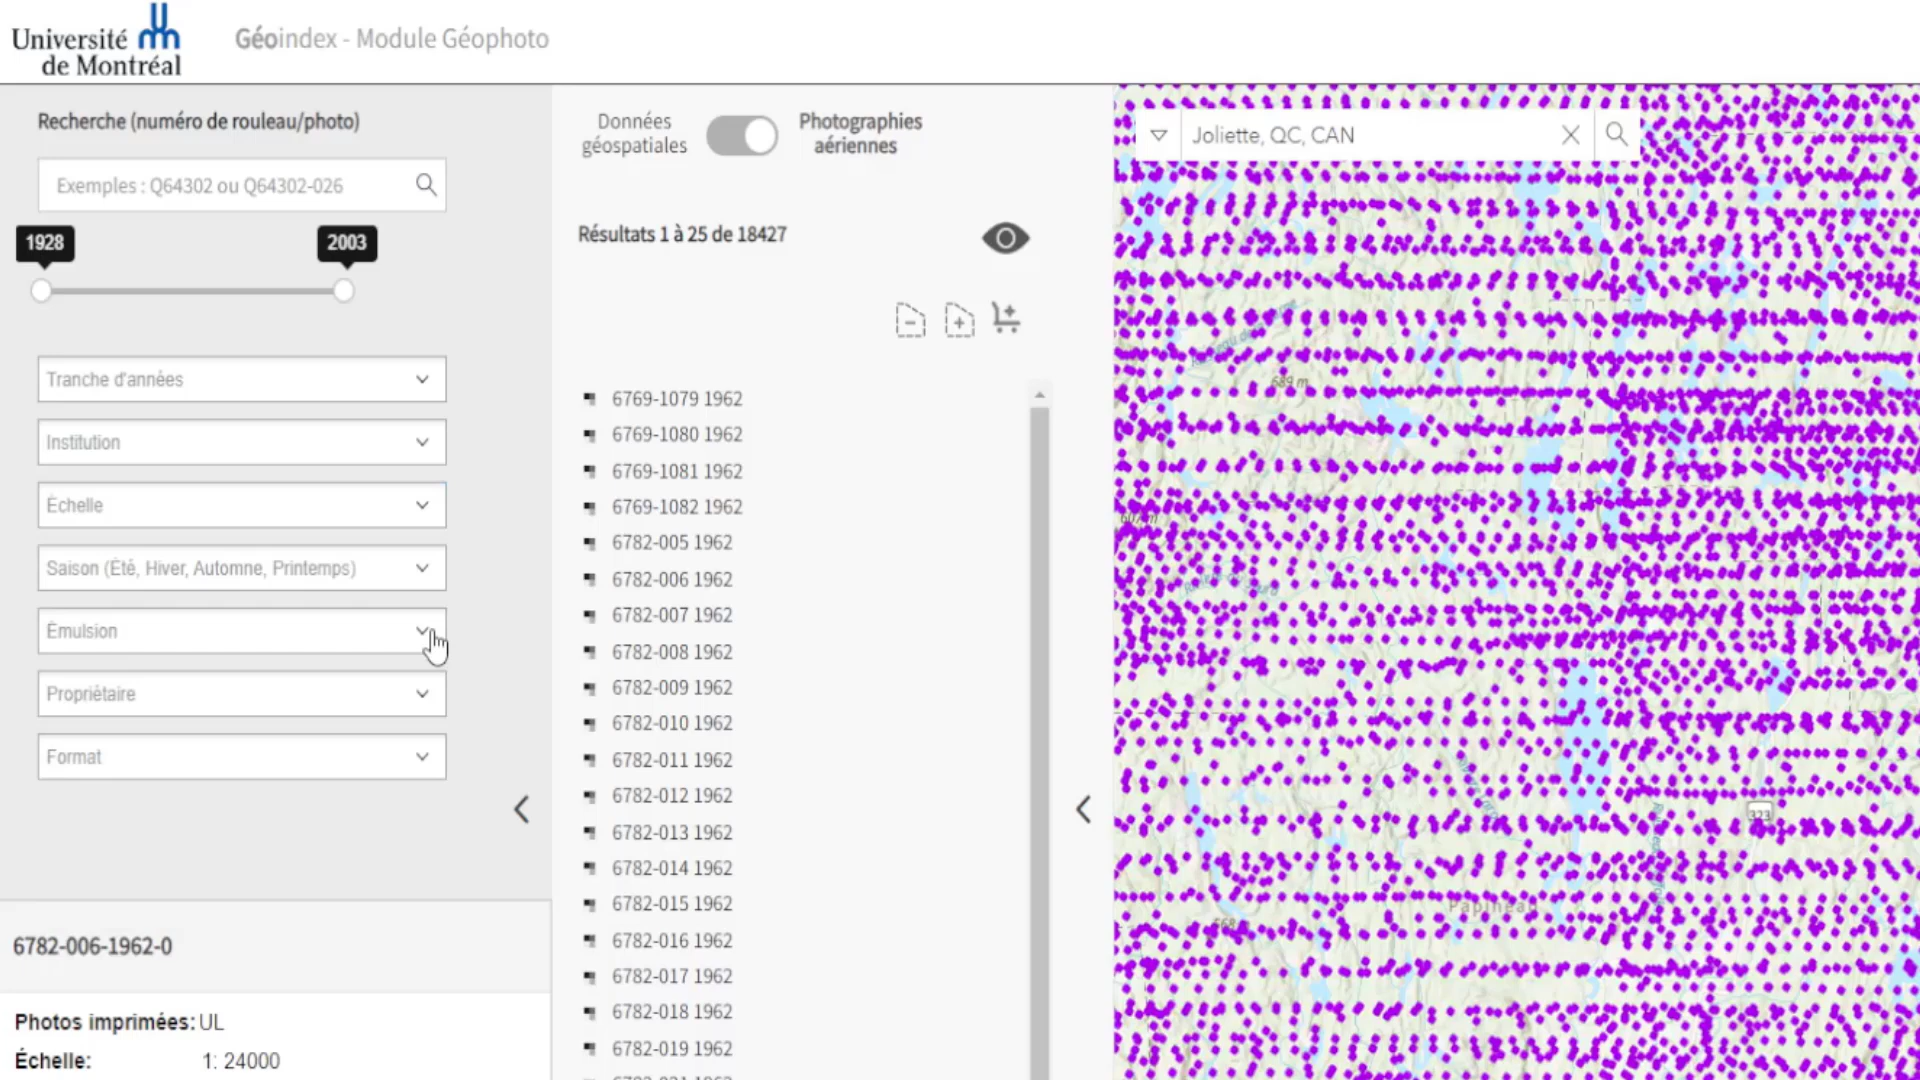 Université
de Montréal
Géoindex - Module Géophoto
Recherche (numéro de rouleau/photo)
Exemples : Q64302 ou Q64302-026
1928
2003
Tranche d'années
Institution
Échelle
Saison (Été, Hiver, Automne, Printemps)
Émulsion
Propriétaire
Format
6782-006-1962-0
Photos imprimées: UL
Échelle: 1: 24000
Données
géospatiales
Photographies
aériennes
Résultats 1 à 25 de 18427
6769-1079 1962
6769-1080 1962
6769-1081 1962
6769-1082 1962
6782-005 1962
6782-006 1962
6782-007 1962
6782-008 1962
6782-009 1962
6782-010 1962
6782-011 1962
6782-012 1962
6782-013 1962
6782-014 1962
6782-015 1962
6782-016 1962
6782-017 1962
6782-018 1962
6782-019 1962
Joliette, QC, CAN
689 m
607 m
323
Papineau
668